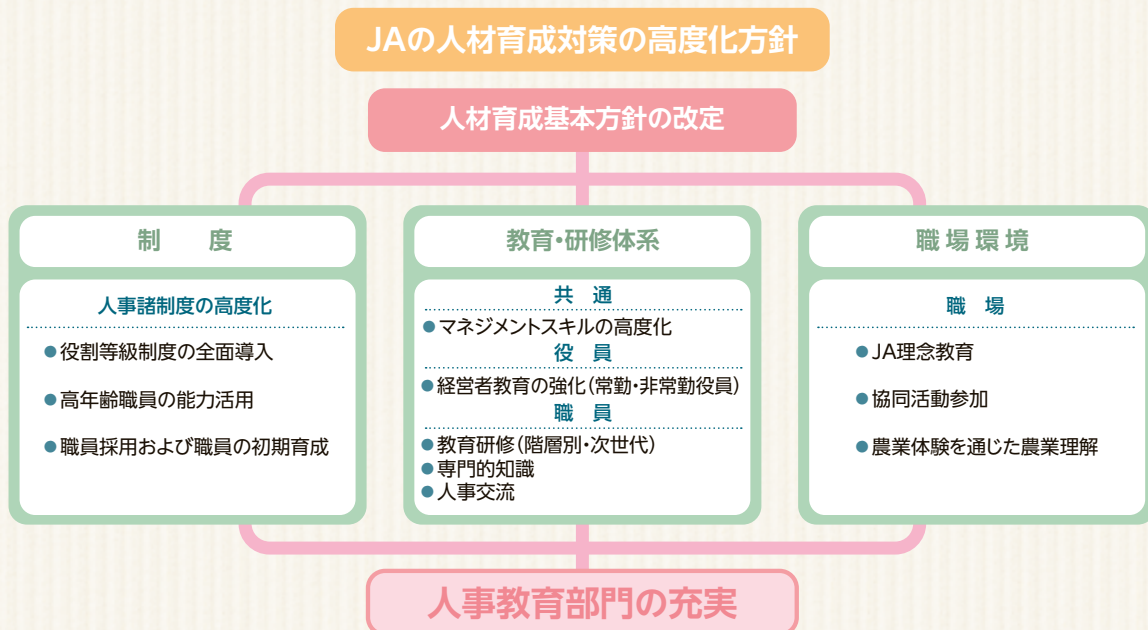 JAの人材育成対策の高度化方針
人材育成基本方針の改定
制　度
人事諸制度の高度化
●役割等級制度の全面導入
●高年齢職員の能力活用
●職員採用および職員の初期育成
教育・研修体系
共　通
●マネジメントスキルの高度化
役　員
●経営者教育の強化(常勤・非常勤役員)
職　員
●教育研修(階層別・次世代)
●専門的知識
●人事交流
職場環境
職　場
●JA理念教育
●協同活動参加
●農業体験を通じた農業理解
人事教育部門の充実